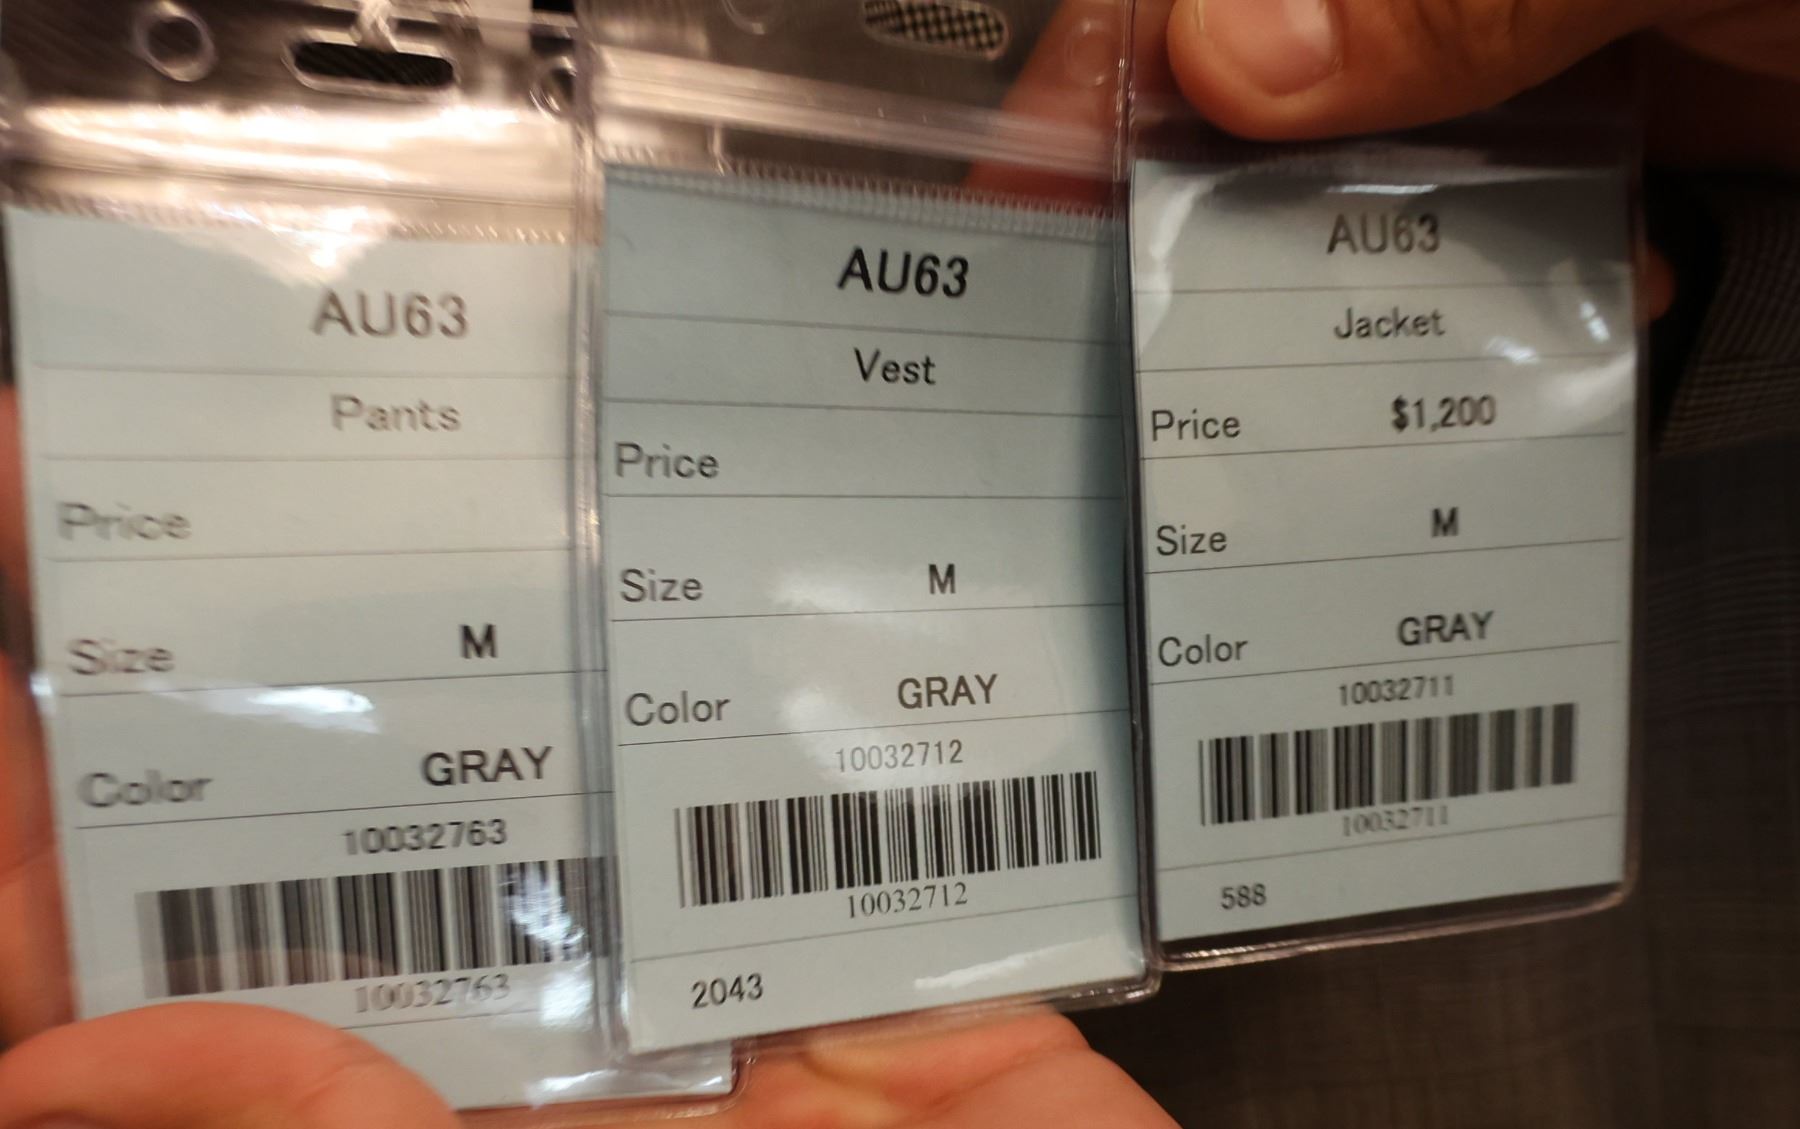 AU63
Pants
Price
Size M
Color GRAY
10032763
10032763
AU63
Vest
Price
Size M
Color GRAY
10032712
10032712
2043
AU63
Jacket
Price $1,200
Size M
Color GRAY
10032711
10032711
588